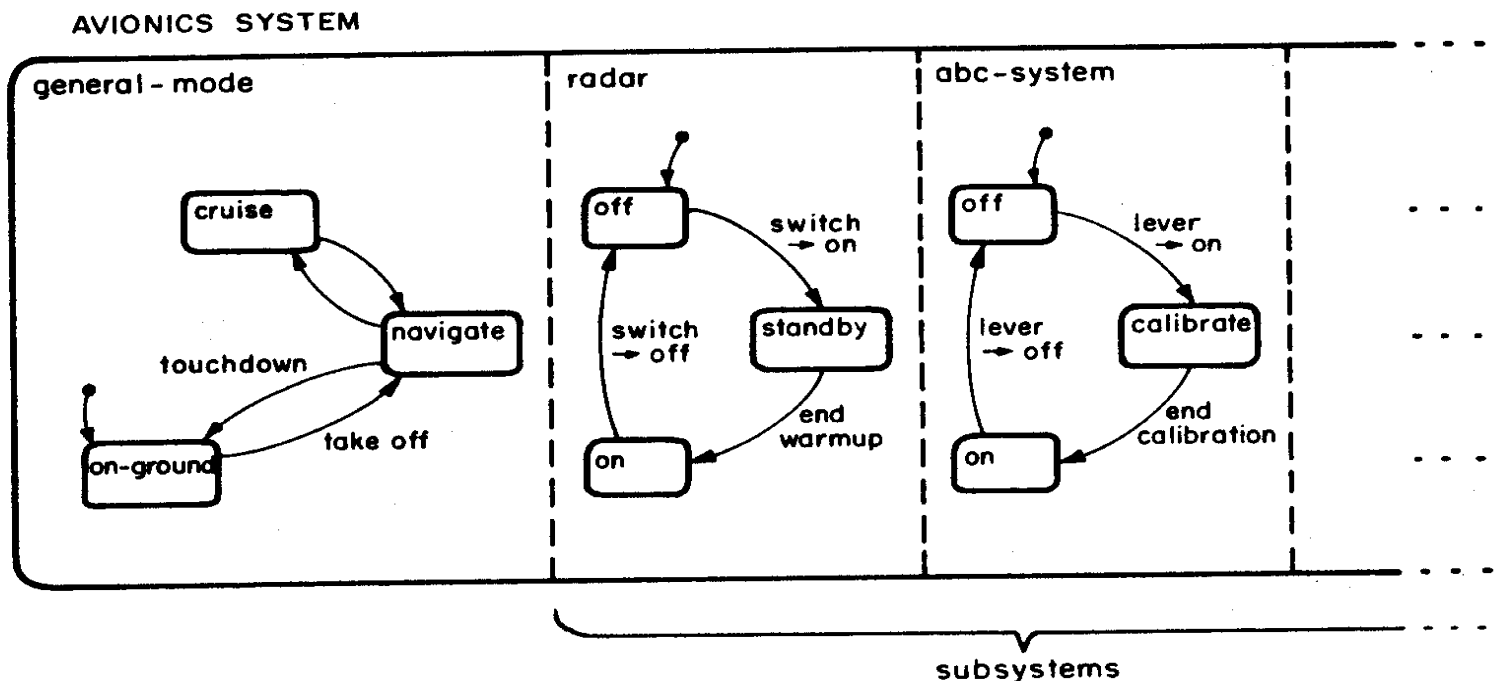 AVIONICS SYSTEM
general-mode
cruise
navigate
touchdown
take off
on-ground
radar
off
switch
→ on
standby
switch
→ off
end
warmup
on
abc-system
off
lever
→ on
calibrate
lever
→ off
end
calibration
on
subsystems